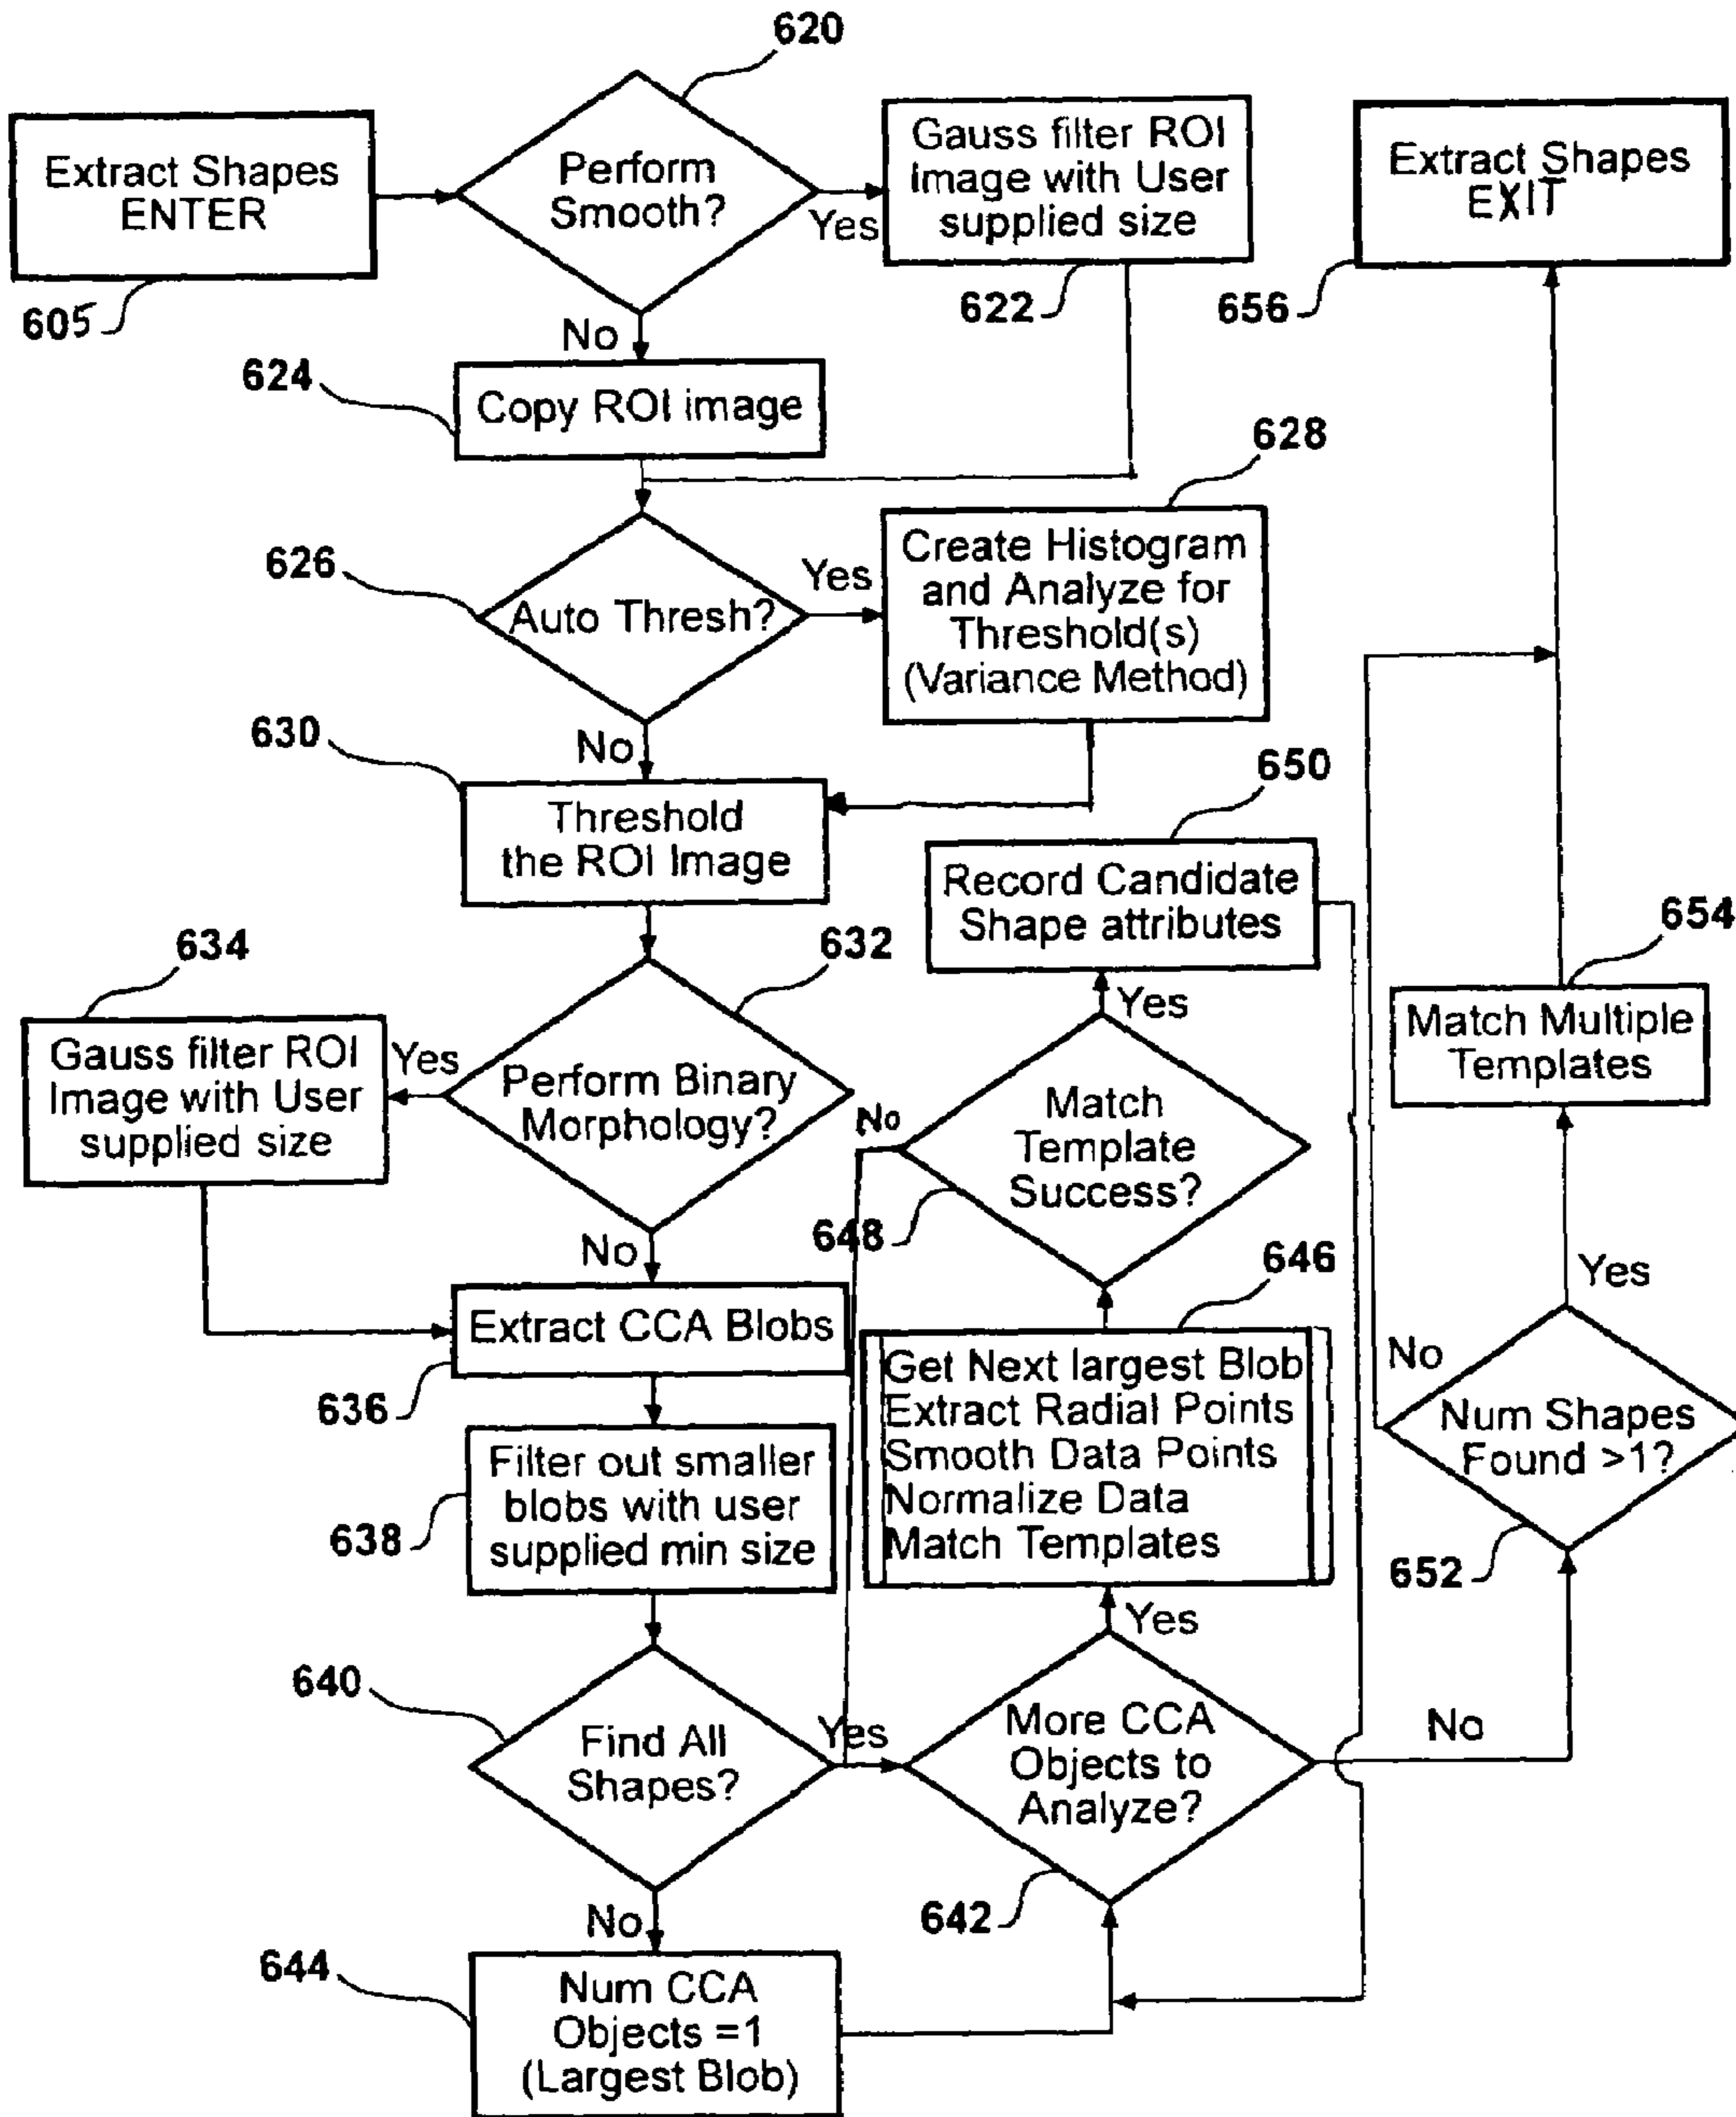 620
Extract Shapes
ENTER
605
Perform
Smooth?
Yes
No
Gauss filter ROI
Image with User
supplied size
622
Extract Shapes
EXIT
656
624
Copy ROI image
626
Auto Thresh?
Yes
No
628
Create Histogram
and Analyze for
Threshold(s)
(Variance Method)
630
Threshold
the ROI Image
632
Perform Binary
Morphology?
Yes
No
634
Gauss filter ROI
Image with User
supplied size
Extract CCA Blobs
636
Filter out smaller
blobs with user
supplied min size
638
640
Find All
Shapes?
Yes
No
644
Num CCA
Objects =1
(Largest Blob)
More CCA
Objects to
Analyze?
642
Yes
No
646
Get Next largest Blob
Extract Radial Points
Smooth Data Points
Normalize Data
Match Templates
Match
Template
Success?
648
No
Yes
650
Record Candidate
Shape attributes
Num Shapes
Found >1?
652
No
Yes
654
Match Multiple
Templates